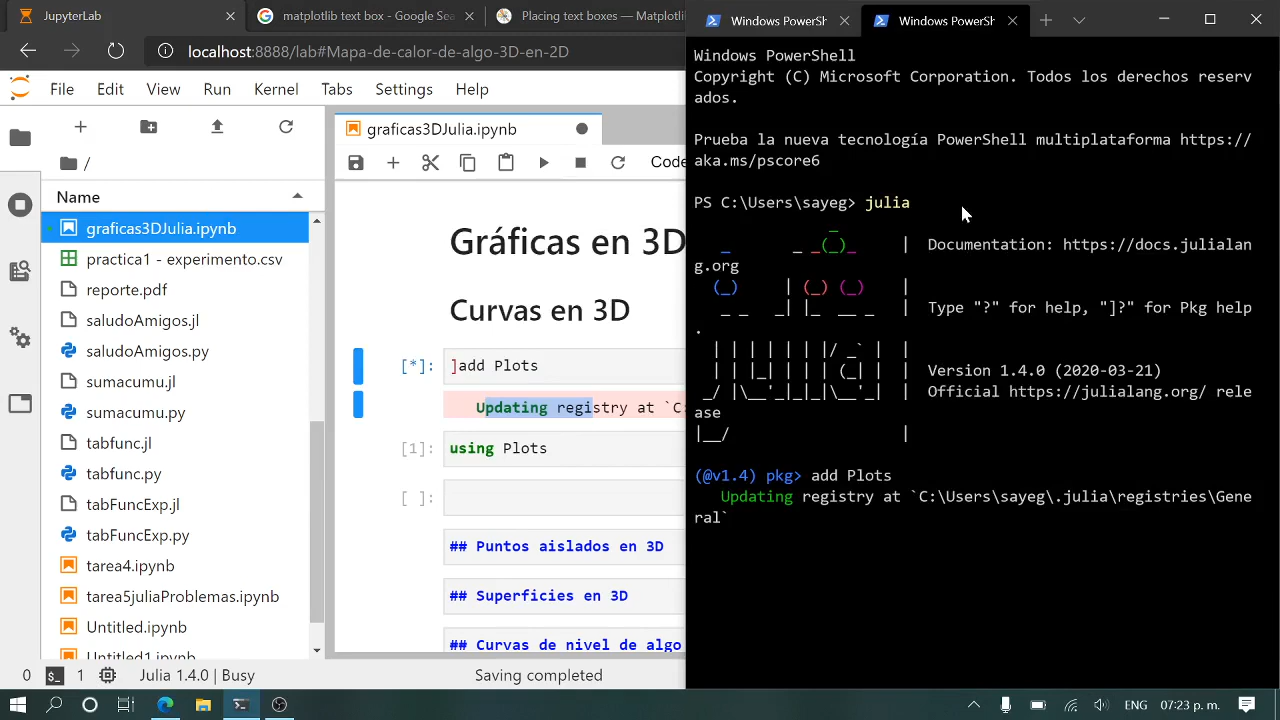 JupyterLab
matplotlib text box - Google Sea
Placing text boxes — Matplotli
localhost:8888/lab#Mapa-de-calor-de-algo-3D-en-2D
File Edit View Run Kernel Tabs Settings Help
/
Name
graficas3DJulia.ipynb
practica1 - experimento.csv
reporte.pdf
saludoAmigos.jl
saludoAmigos.py
sumacumu.jl
sumacumu.py
tabfunc.jl
tabfunc.py
tabFuncExp.jl
tabFuncExp.py
tarea4.ipynb
tarea5juliaProblemas.ipynb
Untitled.ipynb
Untitled1.ipynb
graficas3DJulia.ipynb
Code
Gráficas en 3D
Curvas en 3D
[*]: ]add Plots
Updating registry at `C:
[1]: using Plots
[ ]:
## Puntos aislados en 3D
## Superficies en 3D
## Curvas de nivel de algo
0 $_ 1 Julia 1.4.0 | Busy Saving completed
Windows PowerSh
Windows PowerSh
Windows PowerShell
Copyright (C) Microsoft Corporation. Todos los derechos reserv
ados.
Prueba la nueva tecnología PowerShell multiplataforma https://
aka.ms/pscore6
PS C:\Users\sayeg> julia
| Documentation: https://docs.julialan
g.org
| Type "?" for help, "]?" for Pkg help
.
| Version 1.4.0 (2020-03-21)
| Official https://julialang.org/ rele
ase
(@v1.4) pkg> add Plots
Updating registry at `C:\Users\sayeg\.julia\registries\Gene
ral`
ENG 07:23 p. m.